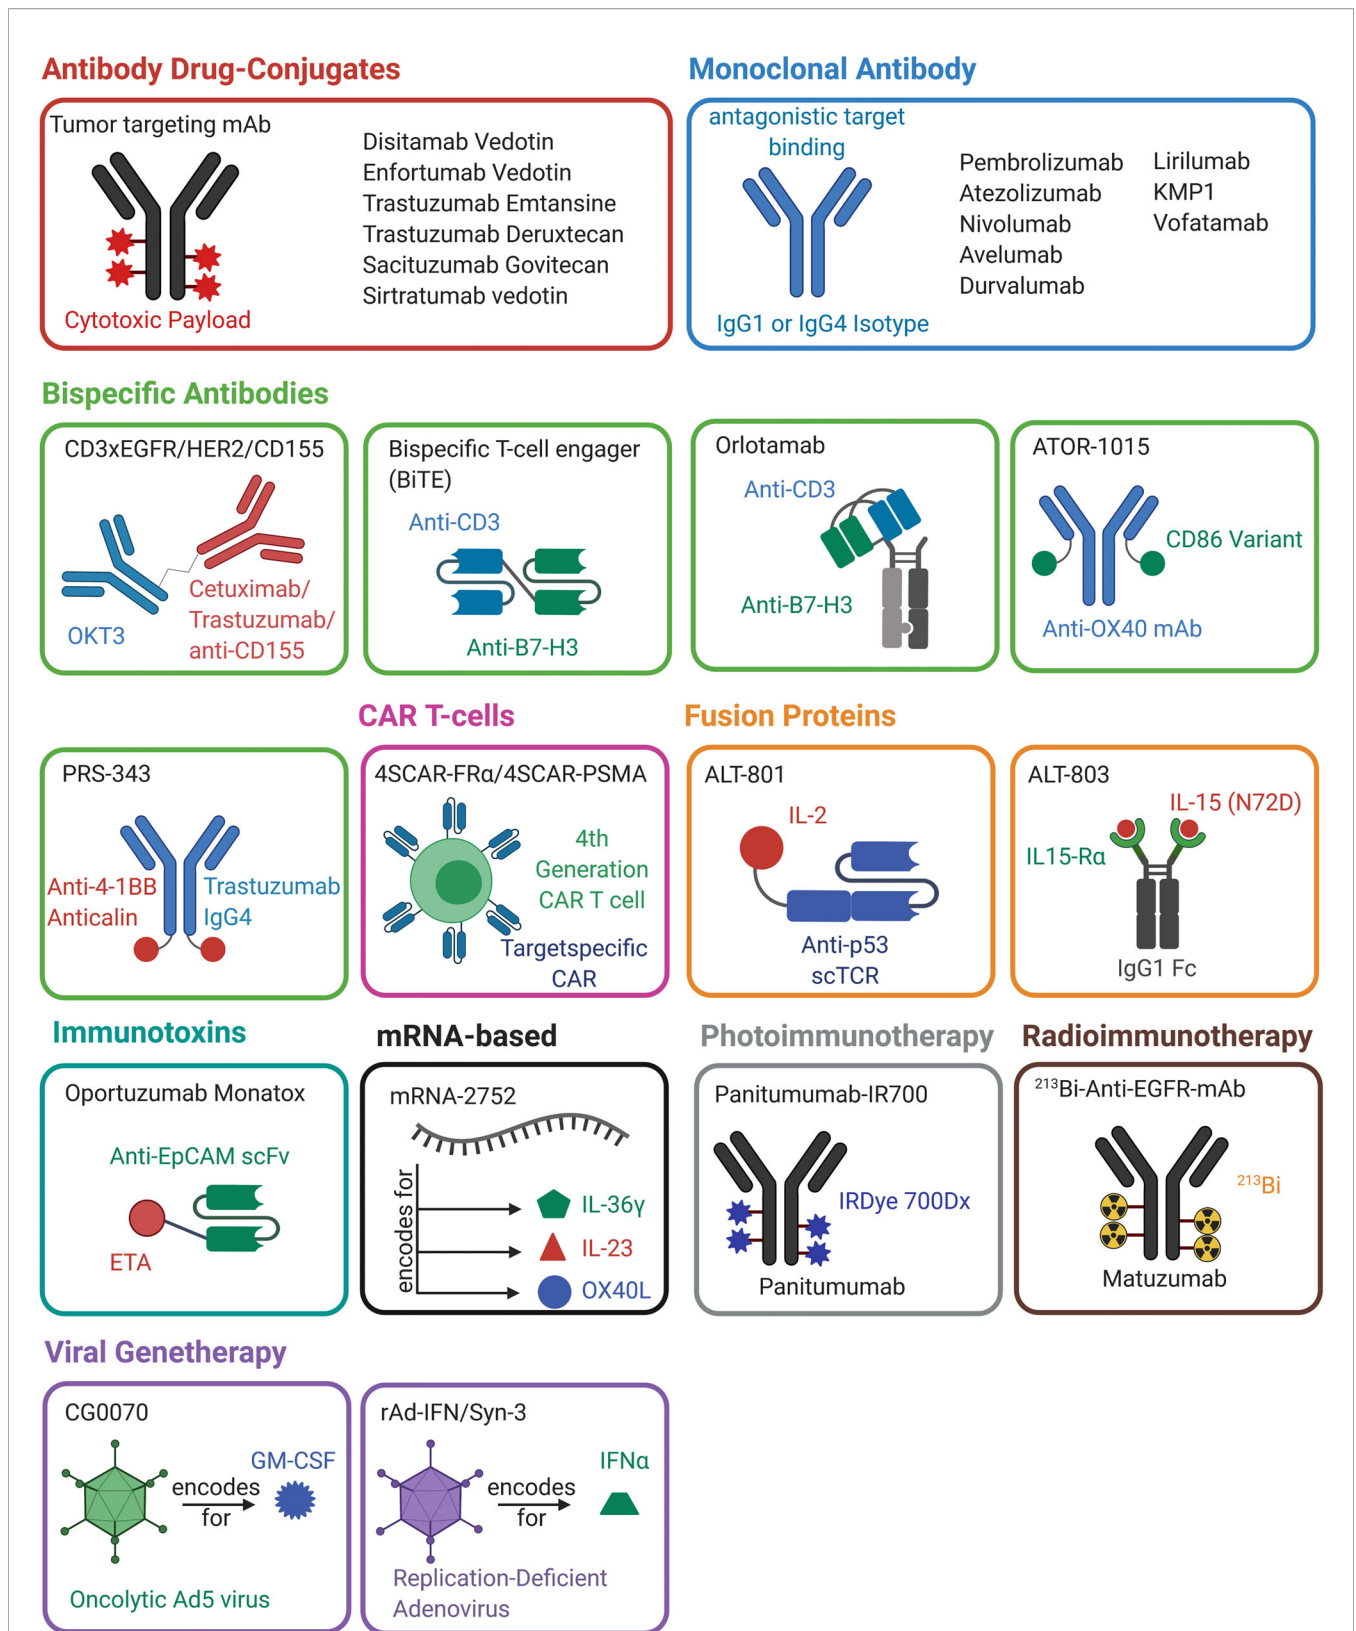 Antibody Drug-Conjugates
Tumor targeting mAb
Cytotoxic Payload
Disitamab Vedotin
Enfortumab Vedotin
Trastuzumab Emtansine
Trastuzumab Deruxtecan
Sacituzumab Govitecan
Sirtratumab vedotin
Monoclonal Antibody
antagonistic target
binding
IgG1 or IgG4 Isotype
Pembrolizumab
Atezolizumab
Nivolumab
Avelumab
Durvalumab
Lirilumab
KMP1
Vofatamab
Bispecific Antibodies
CD3xEGFR/HER2/CD155
OKT3
Cetuximab/
Trastuzumab/
anti-CD155
Bispecific T-cell engager
(BiTE)
Anti-CD3
Anti-B7-H3
Orlotamab
Anti-CD3
Anti-B7-H3
ATOR-1015
CD86 Variant
Anti-OX40 mAb
PRS-343
Anti-4-1BB
Anticalin
Trastuzumab
IgG4
CAR T-cells
4SCAR-FRα/4SCAR-PSMA
4th
Generation
CAR T cell
Targetspecific
CAR
Fusion Proteins
ALT-801
IL-2
Anti-p53
scTCR
ALT-803
IL-15 (N72D)
IL15-Rα
IgG1 Fc
Immunotoxins
Oportuzumab Monatox
Anti-EpCAM scFv
ETA
mRNA-based
mRNA-2752
encodes for
IL-36γ
IL-23
OX40L
Photoimmunotherapy
Panitumumab-IR700
IRDye 700Dx
Panitumumab
Radioimmunotherapy
²¹³Bi-Anti-EGFR-mAb
²¹³Bi
Matuzumab
Viral Genetherapy
CG0070
GM-CSF
encodes
for
Oncolytic Ad5 virus
rAd-IFN/Syn-3
IFNα
encodes
for
Replication-Deficient
Adenovirus